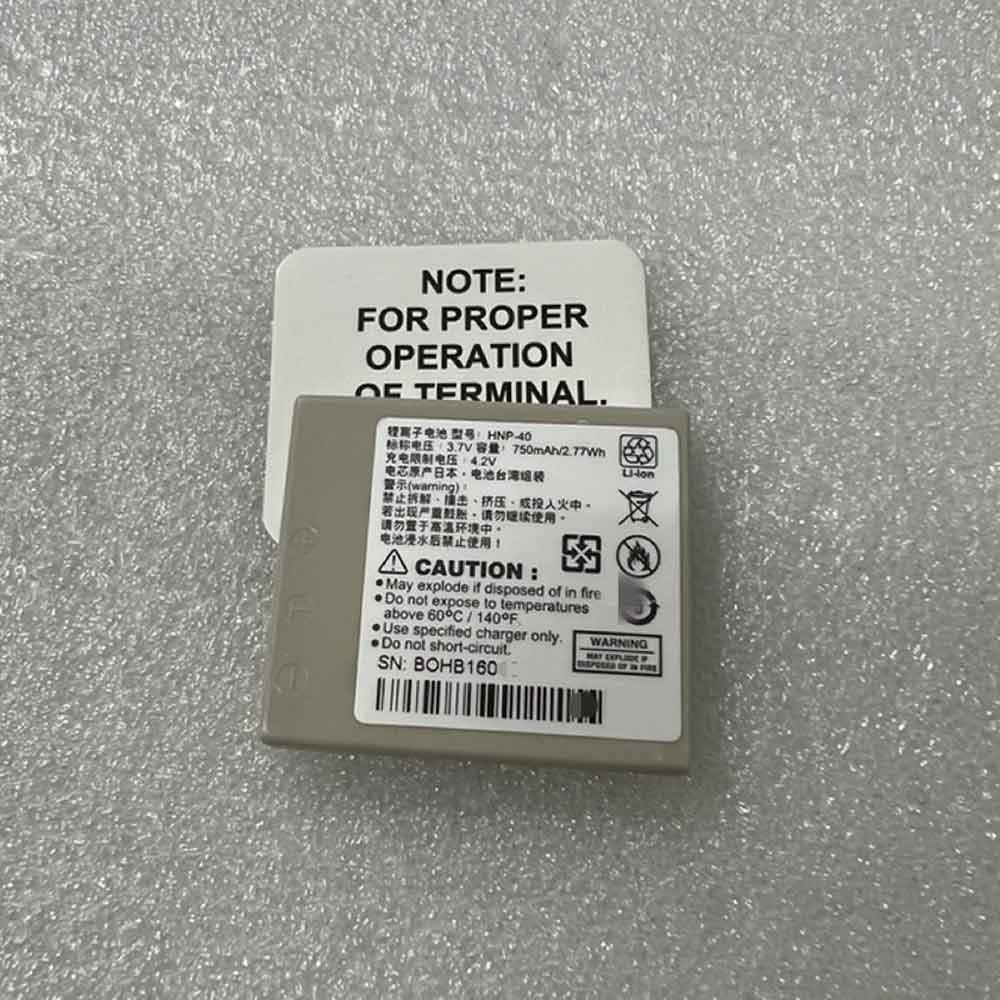 NOTE:
FOR PROPER
OPERATION
OF TERMINAL.
锂离子电池 型号: HNP-40
标称电压：3.7V 容量：750mAh/2.77Wh
充电限制电压：4.2V
电芯原产日本，电池台湾组装
警示(warning)：
禁止拆解、撞击、挤压、或投入火中。
若出现严重鼓胀，请勿继续使用。
请勿置于高温环境中。
电池浸水后禁止使用！
Li-ion
CAUTION :
• May explode if disposed of in fire
• Do not expose to temperatures
above 60ºC / 140ºF.
• Use specified charger only.
• Do not short-circuit.
WARNING
MAY EXPLODE IF
DISPOSED OF IN FIRE
SN: BOHB160